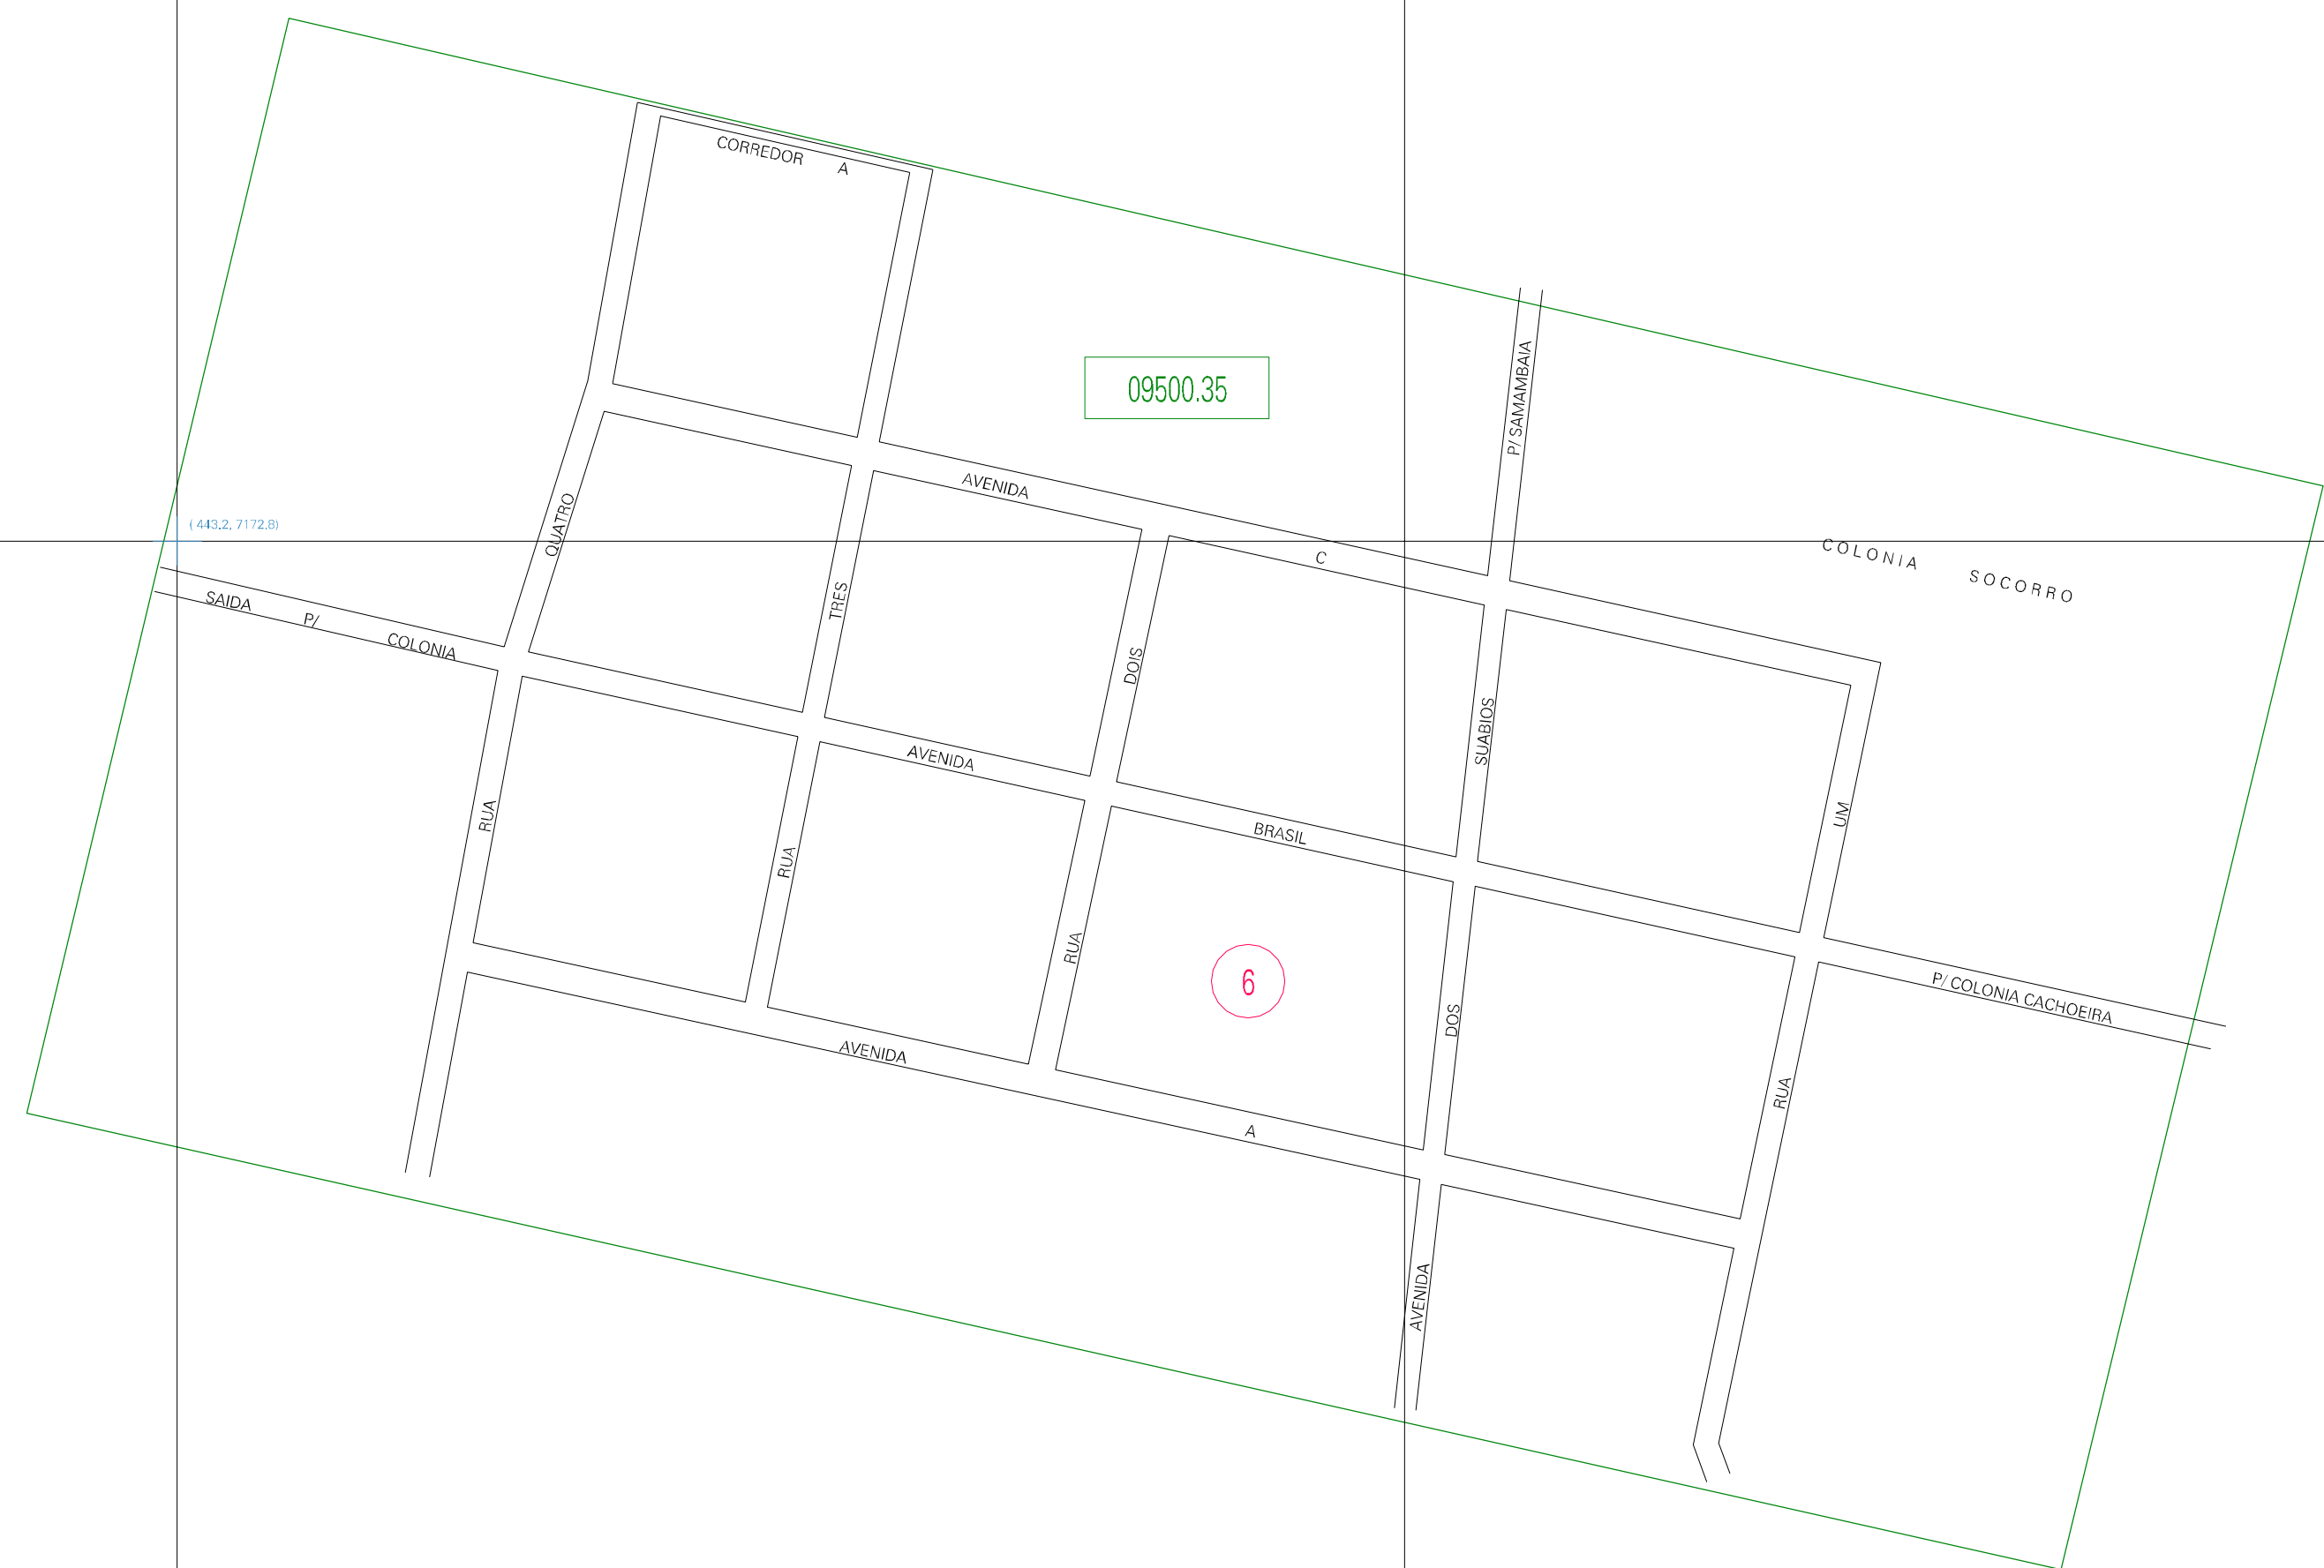 CORREDOR A
09500.35
P/ SAMAMBAIA
AVENIDA C
QUATRO
( 443,2, 7172,8)
COLONIA SOCORRO
SAIDA P/ COLONIA
TRES
DOIS
SUABIOS
UM
AVENIDA BRASIL
RUA
RUA
RUA
6
DOS
P/ COLONIA CACHOEIRA
AVENIDA A
RUA
AVENIDA